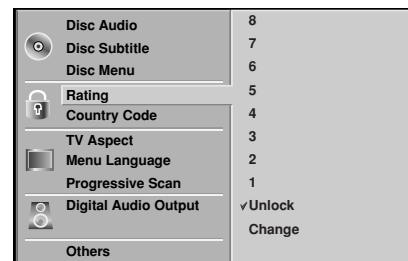 Disc Audio
Disc Subtitle
Disc Menu
Rating
Country Code
TV Aspect
Menu Language
Progressive Scan
Digital Audio Output
Others
8
7
6
5
4
3
2
1
✓Unlock
Change